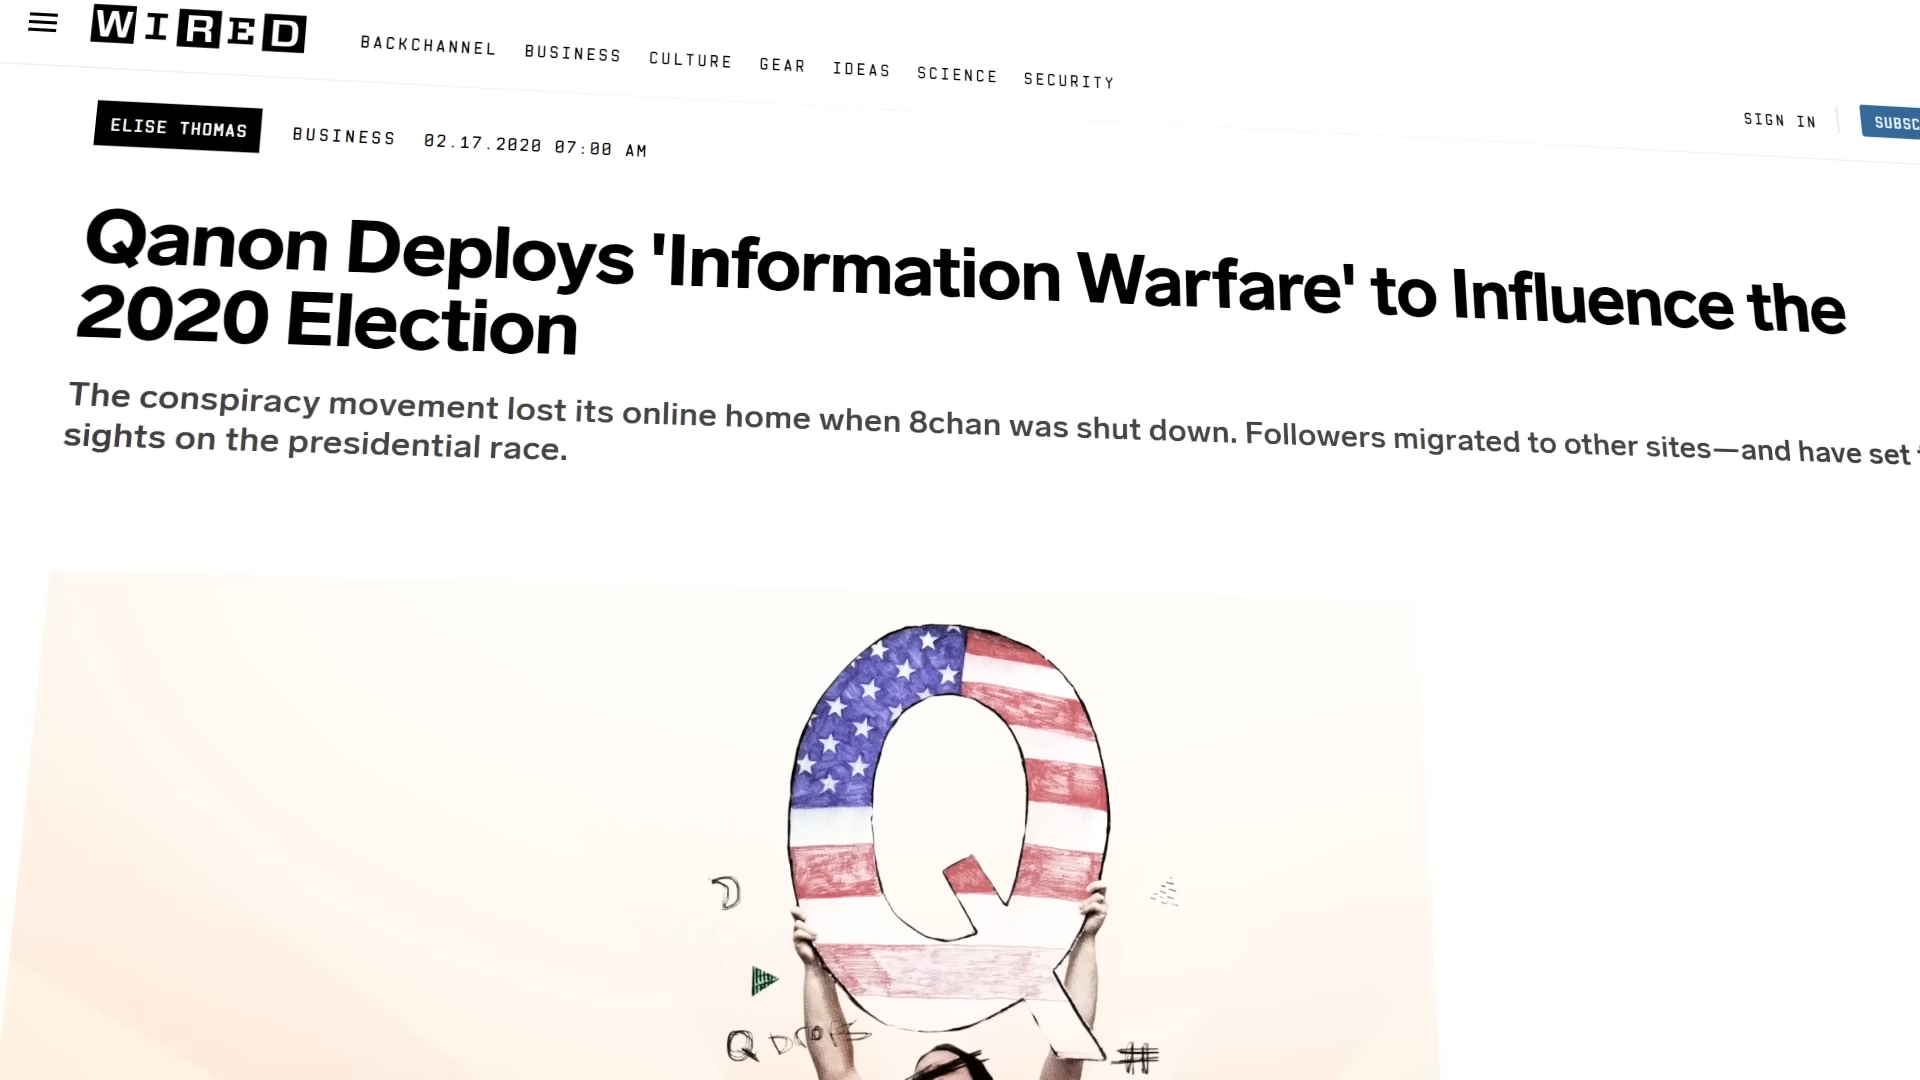 WIRED
BACKCHANNEL BUSINESS CULTURE GEAR IDEAS SCIENCE SECURITY
SIGN IN
ELISE THOMAS BUSINESS 02.17.2020 07:00 AM
Qanon Deploys 'Information Warfare' to Influence the
2020 Election
The conspiracy movement lost its online home when 8chan was shut down. Followers migrated to other sites—and have set
sights on the presidential race.
Q
Q DROPS
#